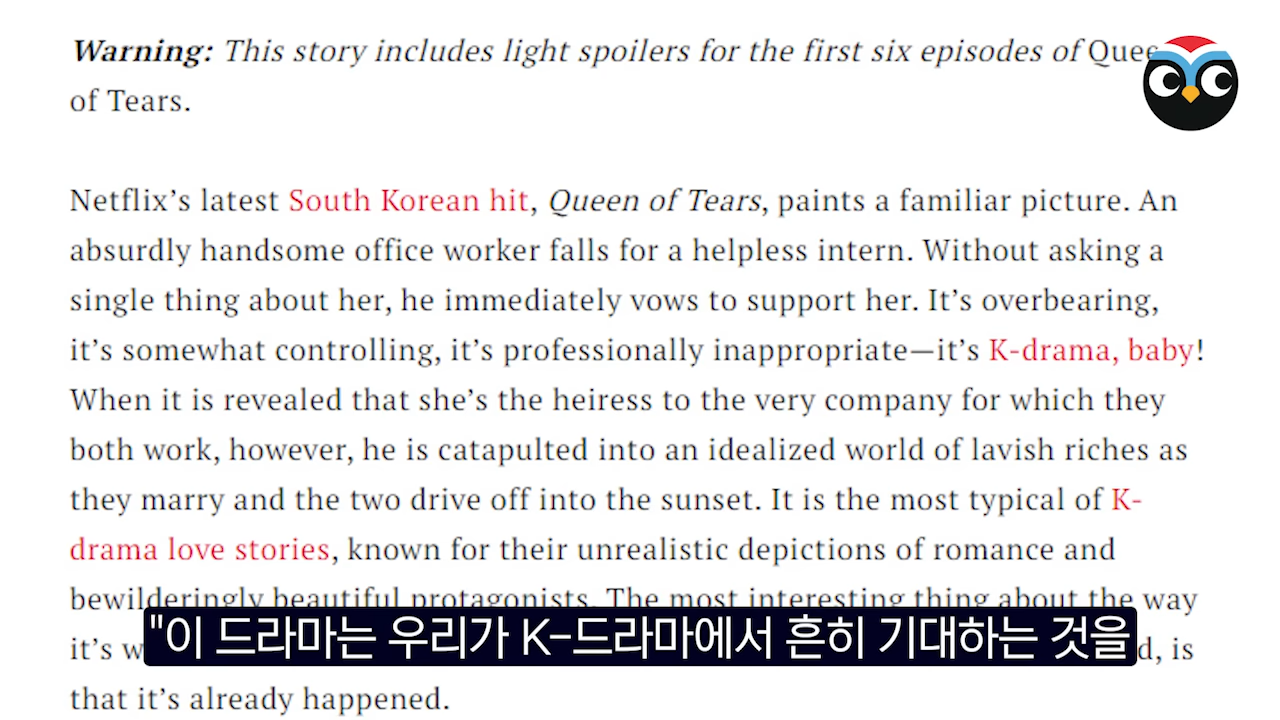 Warning: This story includes light spoilers for the first six episodes of Quee
of Tears.
Netflix’s latest South Korean hit, Queen of Tears, paints a familiar picture. An
absurdly handsome office worker falls for a helpless intern. Without asking a
single thing about her, he immediately vows to support her. It’s overbearing,
it’s somewhat controlling, it’s professionally inappropriate—it’s K-drama, baby!
When it is revealed that she’s the heiress to the very company for which they
both work, however, he is catapulted into an idealized world of lavish riches as
they marry and the two drive off into the sunset. It is the most typical of K-
drama love stories, known for their unrealistic depictions of romance and
bewilderingly beautiful protagonists. The most interesting thing about the way
it’s
is
"이 드라마는 우리가 K-드라마에서 흔히 기대하는 것을
that it’s already happened.